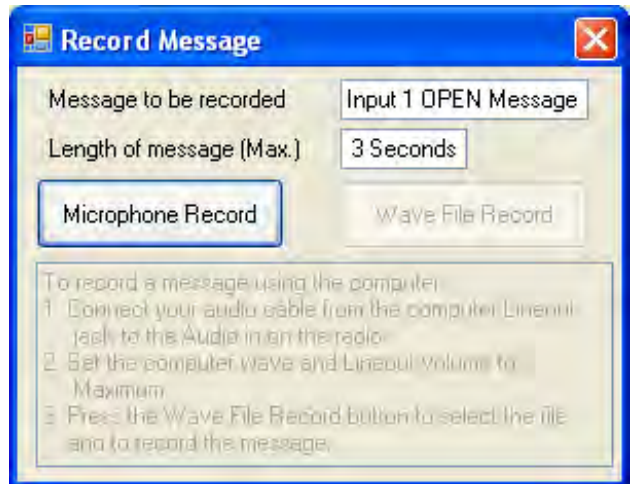 Record Message
Message to be recorded Input 1 OPEN Message
Length of message (Max.) 3 Seconds
Microphone Record Wave File Record
To record a message using the computer
1. Connect your audio cable from the computer Lineout
jack to the Audio in on the radio.
2. Set the computer wave and Lineout Volume to
Maximum
3. Press the Wave File Record button to select the file
and to record the message.